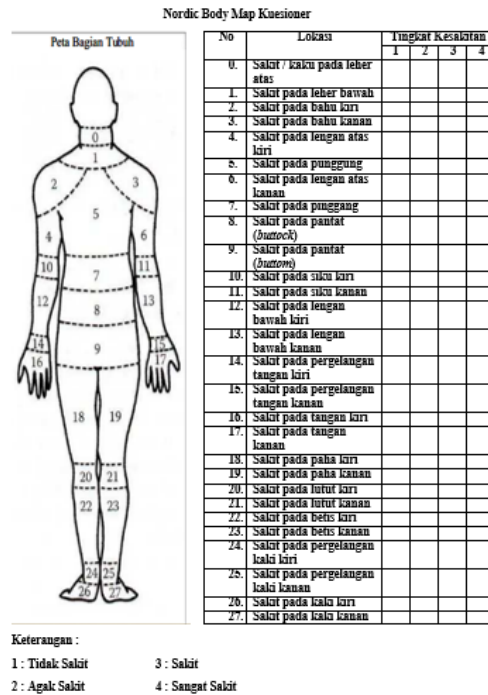 Nordic Body Map Kuesioner
Peta Bagian Tubuh
0
1
2
3
4
5
6
7
8
9
10
11
12
13
14
15
16
17
18
19
20
21
22
23
24
25
26
27
No Lokasi Tingkat Kesakitan
1 2 3 4
0. Sakit / kaku pada leher
atas
1. Sakit pada leher bawah
2. Sakit pada bahu kiri
3. Sakit pada bahu kanan
4. Sakit pada lengan atas
kiri
5. Sakit pada punggung
6. Sakit pada lengan atas
kanan
7. Sakit pada pinggang
8. Sakit pada pantat
(buttock)
9. Sakit pada pantat
(buttom)
10. Sakit pada siku kiri
11. Sakit pada siku kanan
12. Sakit pada lengan
bawah kiri
13. Sakit pada lengan
bawah kanan
14. Sakit pada pergelangan
tangan kiri
15. Sakit pada pergelangan
tangan kanan
16. Sakit pada tangan kiri
17. Sakit pada tangan
kanan
18. Sakit pada paha kiri
19. Sakit pada paha kanan
20. Sakit pada lutut kiri
21. Sakit pada lutut kanan
22. Sakit pada betis kiri
23. Sakit pada betis kanan
24. Sakit pada pergelangan
kaki kiri
25. Sakit pada pergelangan
kaki kanan
26. Sakit pada kaki kiri
27. Sakit pada kaki kanan
Keterangan :
1 : Tidak Sakit 3 : Sakit
2 : Agak Sakit 4 : Sangat Sakit